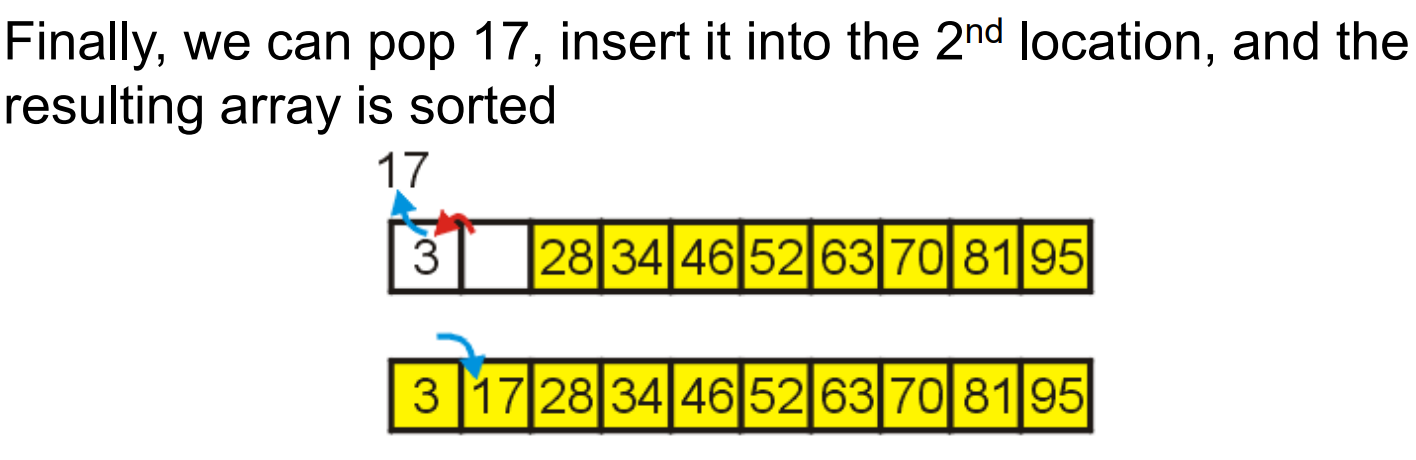 Finally, we can pop 17, insert it into the 2nd location, and the
resulting array is sorted
17
3 28 34 46 52 63 70 81 95
3 17 28 34 46 52 63 70 81 95